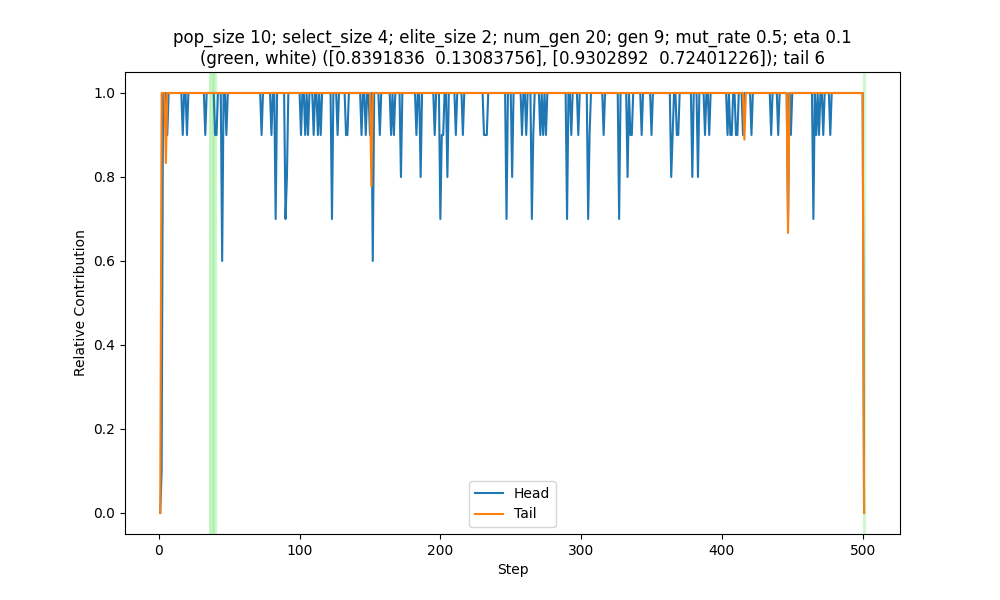 pop_size 10; select_size 4; elite_size 2; num_gen 20; gen 9; mut_rate 0.5; eta 0.1
(green, white) ([0.8391836  0.13083756], [0.9302892  0.72401226]); tail 6
Relative Contribution
1.0
0.8
0.6
0.4
0.2
0.0
Head
Tail
0
100
200
300
400
500
Step